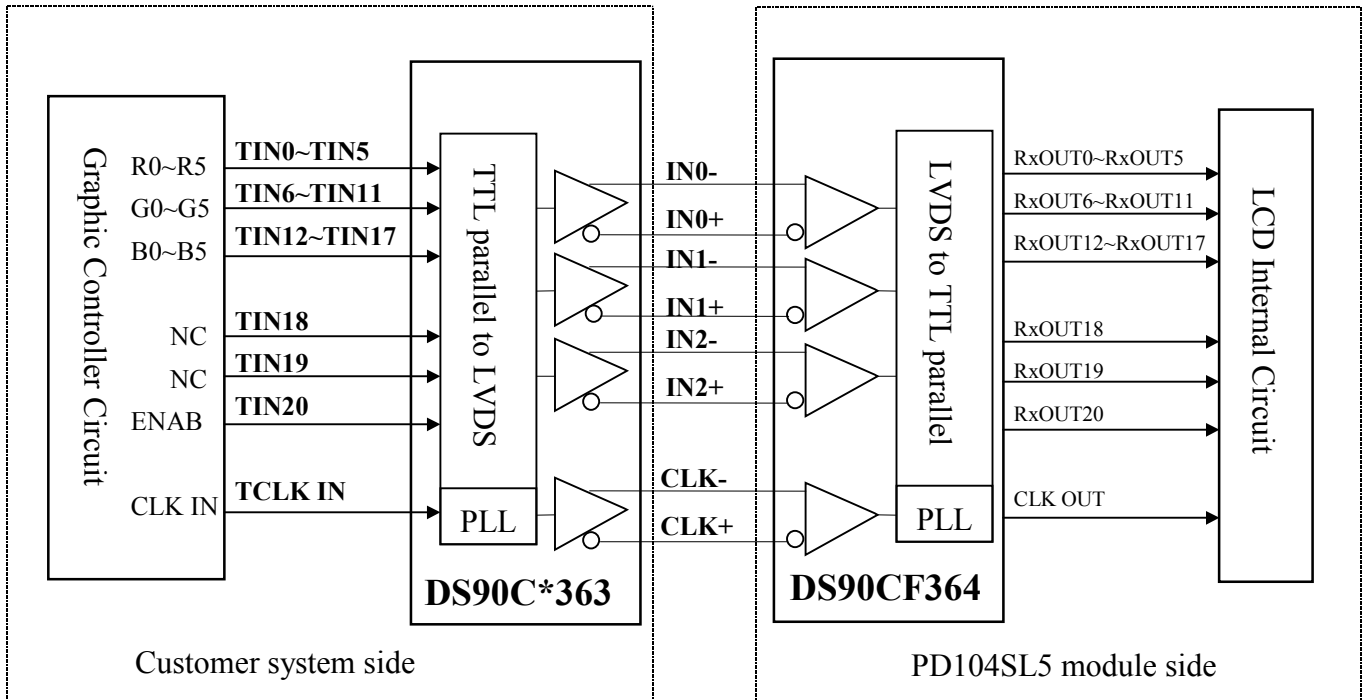 Graphic Controller Circuit
R0~R5
G0~G5
B0~B5
NC
NC
ENAB
CLK IN
TIN0~TIN5
TIN6~TIN11
TIN12~TIN17
TIN18
TIN19
TIN20
TCLK IN
TTL parallel to LVDS
PLL
DS90C*363
IN0-
IN0+
IN1-
IN1+
IN2-
IN2+
CLK-
CLK+
LVDS to TTL parallel
PLL
DS90CF364
RxOUT0~RxOUT5
RxOUT6~RxOUT11
RxOUT12~RxOUT17
RxOUT18
RxOUT19
RxOUT20
CLK OUT
LCD Internal Circuit
Customer system side
PD104SL5 module side